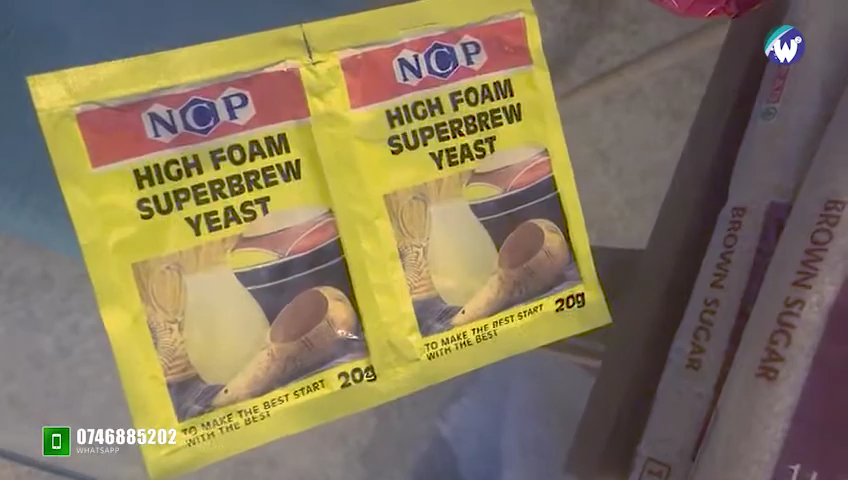 NCP
HIGH FOAM
SUPERBREW
YEAST
TO MAKE THE BEST START
WITH THE BEST
20g
NCP
HIGH FOAM
SUPERBREW
YEAST
TO MAKE THE BEST START
WITH THE BEST
20g
BROWN SUGAR
BROWN SUGAR
W
0746885202
WHATSAPP